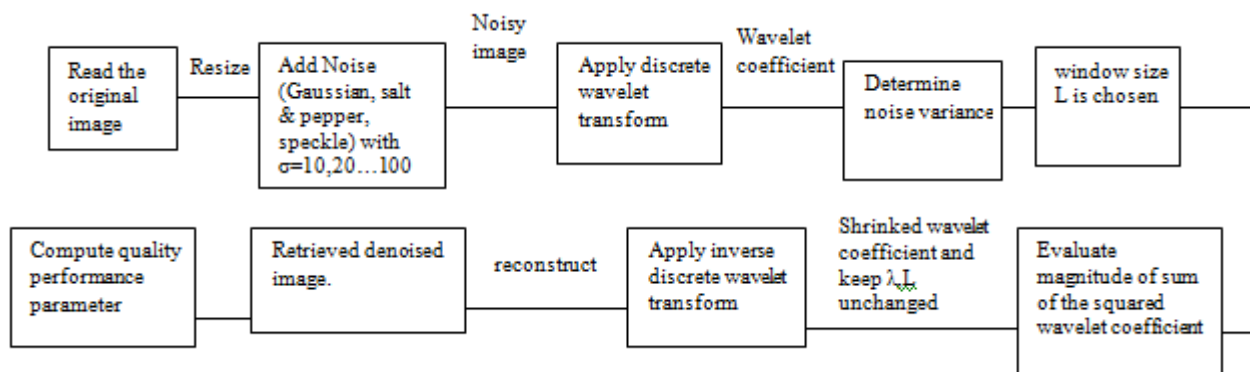 Read the
original
image
Resize
Add Noise
(Gaussian, salt
& pepper,
speckle) with
σ=10,20…100
Noisy
image
Apply discrete
wavelet
transform
Wavelet
coefficient
Determine
noise variance
window size
L is chosen
Compute quality
performance
parameter
Retrieved denoised
image.
reconstruct
Apply inverse
discrete wavelet
transform
Shrinked wavelet
coefficient and
keep λ,L
unchanged
Evaluate
magnitude of sum
of the squared
wavelet coefficient